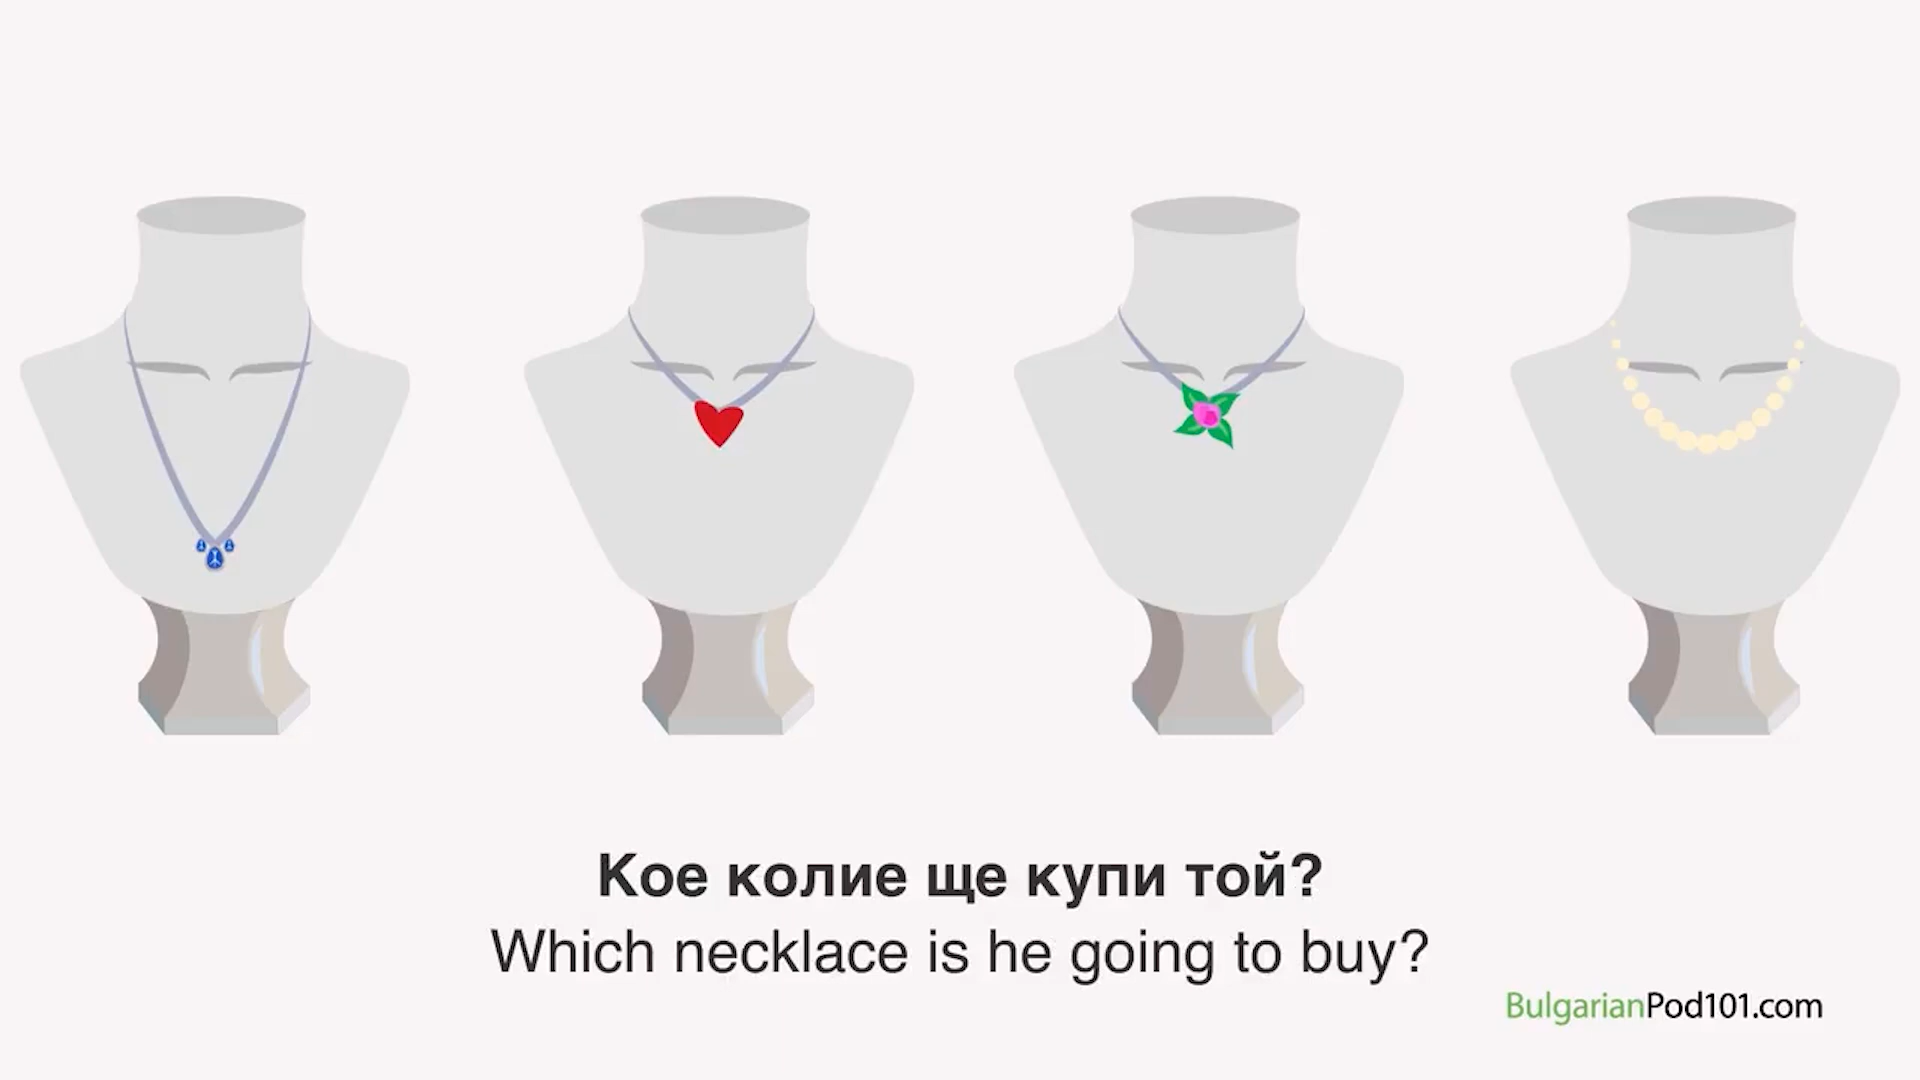 Кое колие ще купи той?
Which necklace is he going to buy?
BulgarianPod101.com